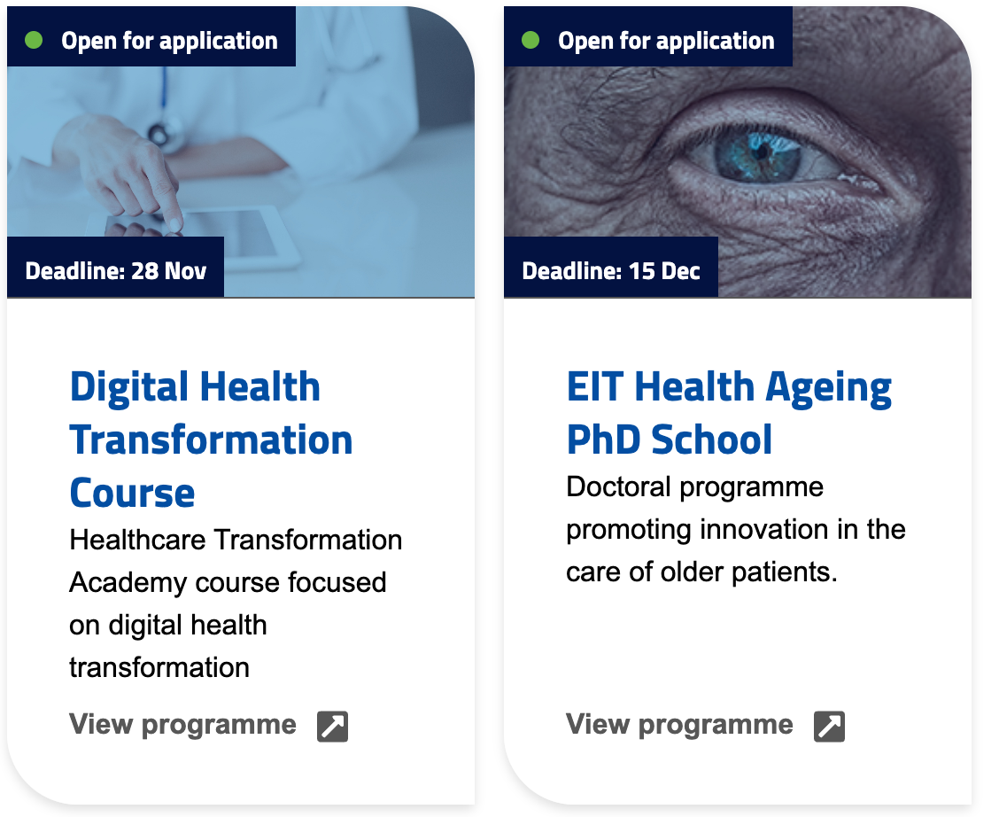 Open for application
Deadline: 28 Nov
Digital Health
Transformation
Course
Healthcare Transformation
Academy course focused
on digital health
transformation
View programme
Open for application
Deadline: 15 Dec
EIT Health Ageing
PhD School
Doctoral programme
promoting innovation in the
care of older patients.
View programme